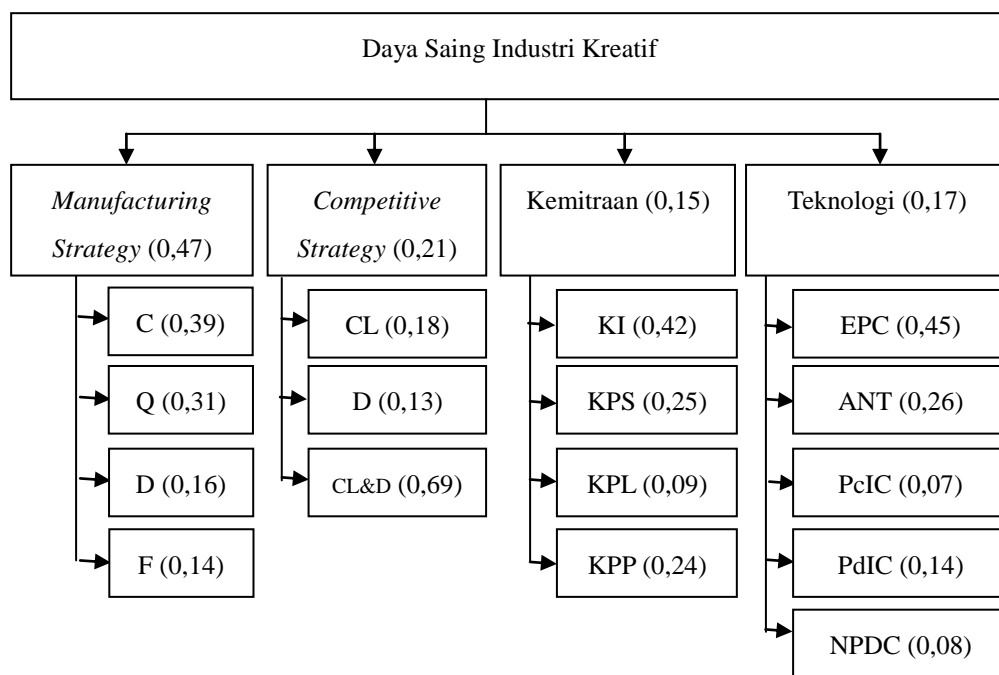 Daya Saing Industri Kreatif
Manufacturing
Strategy (0,47)
Competitive
Strategy (0,21)
Kemitraan (0,15)
Teknologi (0,17)
C (0,39)
Q (0,31)
D (0,16)
F (0,14)
CL (0,18)
D (0,13)
CL&D (0,69)
KI (0,42)
KPS (0,25)
KPL (0,09)
KPP (0,24)
EPC (0,45)
ANT (0,26)
PcIC (0,07)
PdIC (0,14)
NPDC (0,08)